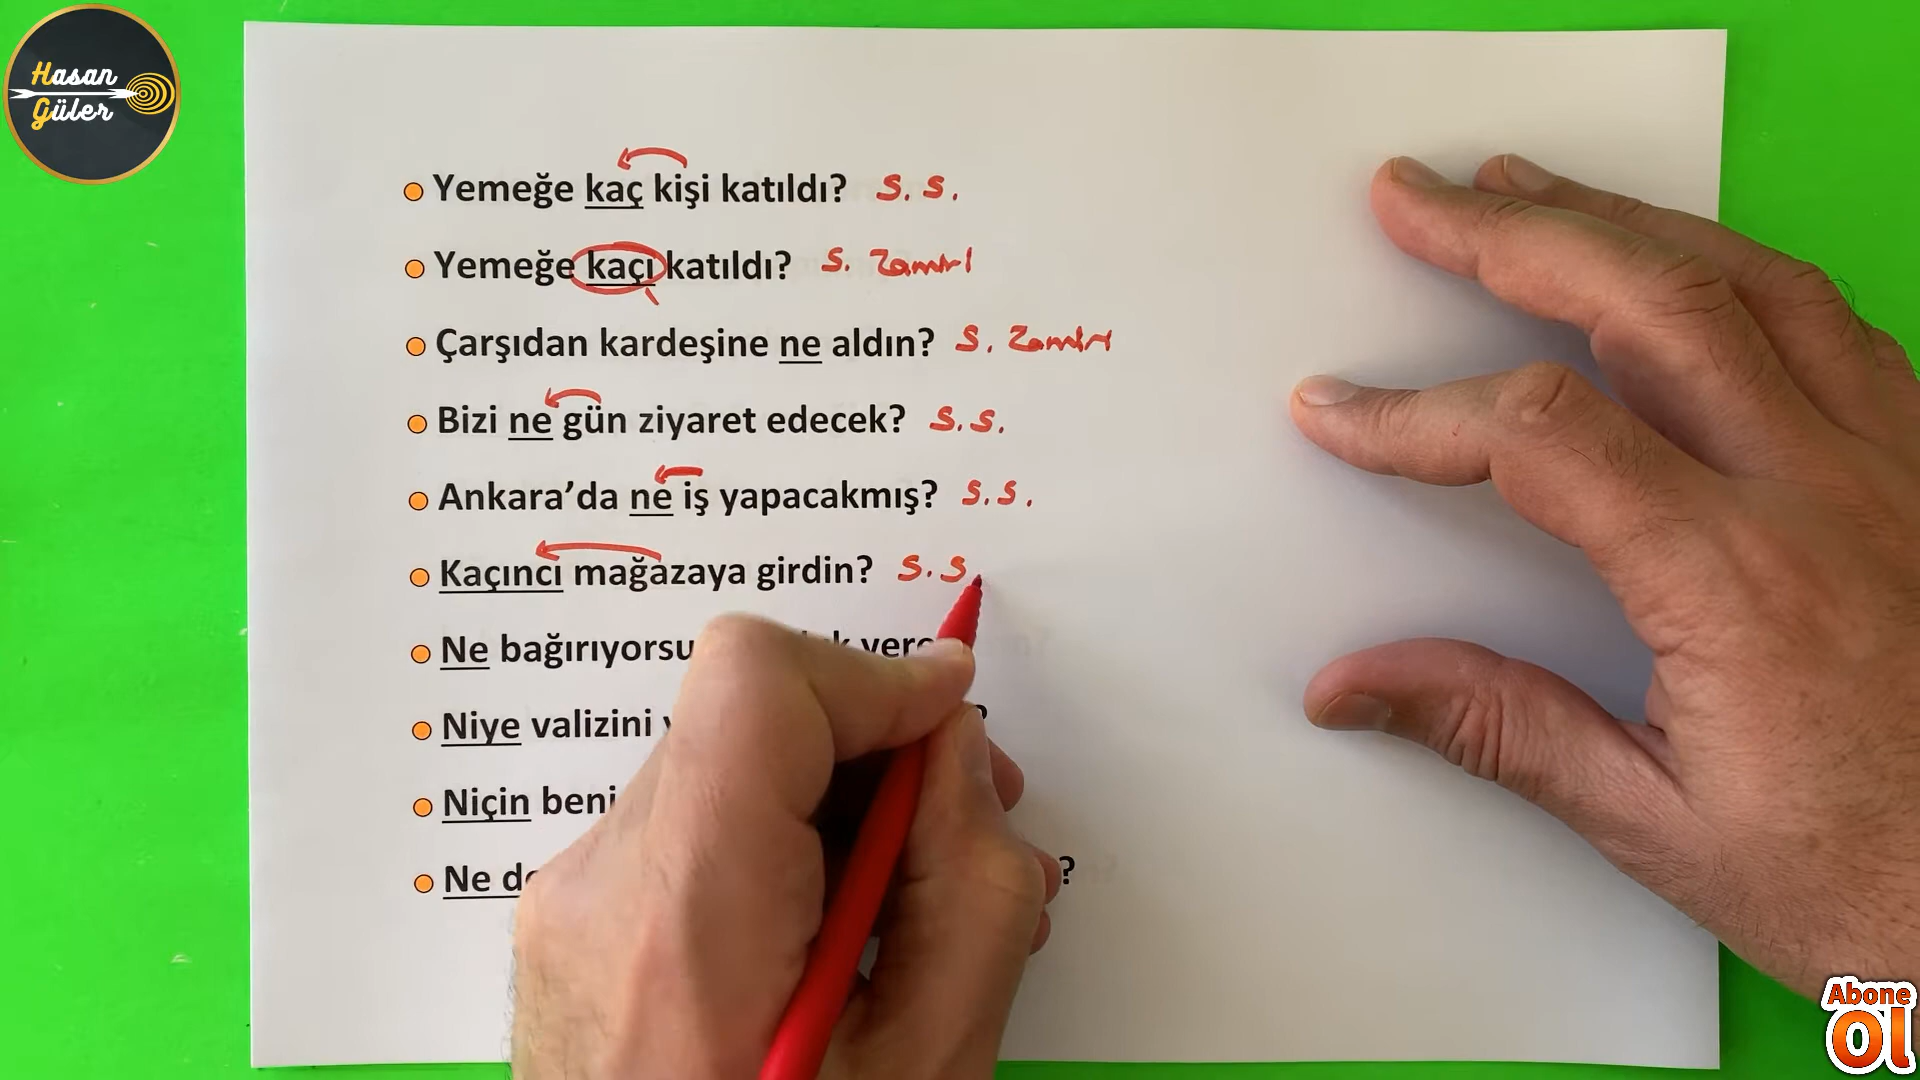 Hasan
Güler
Yemeğe kaç kişi katıldı? S. S.
Yemeğe kaçı katıldı? S. Zamiri
Çarşıdan kardeşine ne aldın? S. Zamiri
Bizi ne gün ziyaret edecek? S.S.
Ankara’da ne iş yapacakmış? S.S.
Kaçıncı mağazaya girdin? S.S.
Ne
Niye valizini
Niçin beni
Ne
?
Abone
Ol